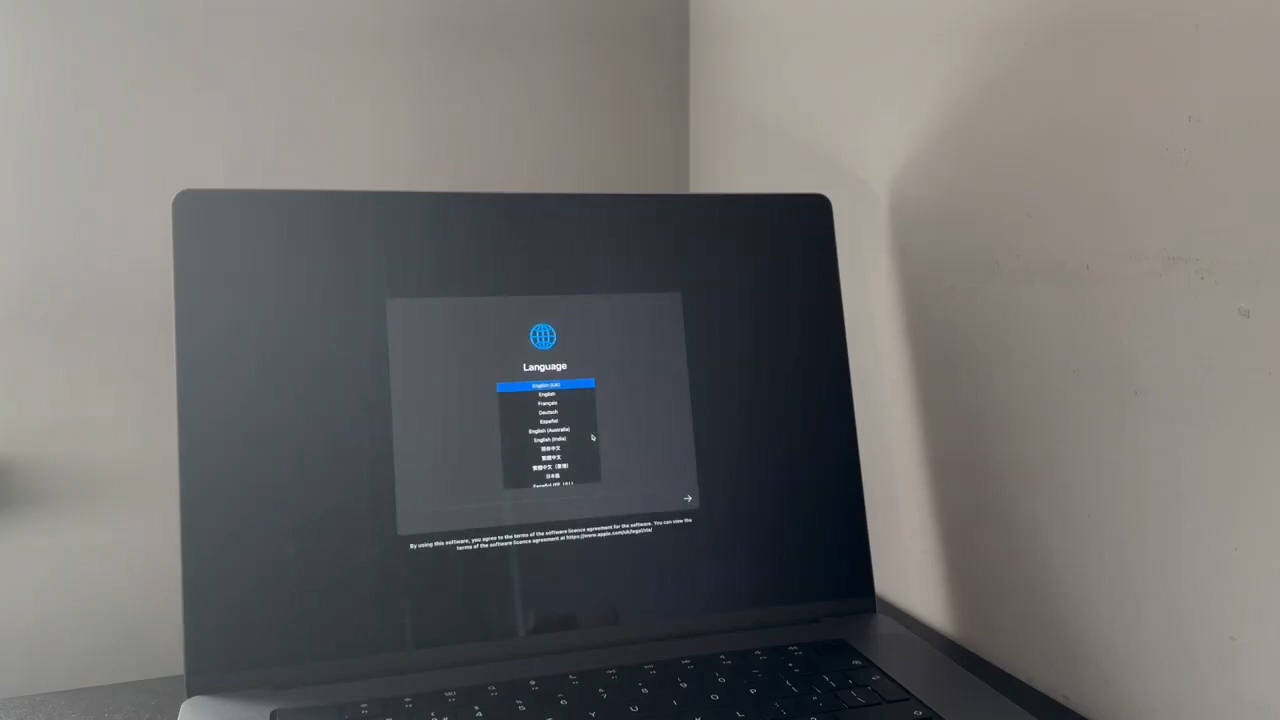 Language
English (UK)
English
Français
Deutsch
Español
English (Australia)
English (India)
简体中文
繁體中文
繁體中文（香港）
日本語
By using this software, you agree to the terms of the software licence agreement for the software. You can view the
terms of the software licence agreement at https://www.apple.com/uk/legal/sla/